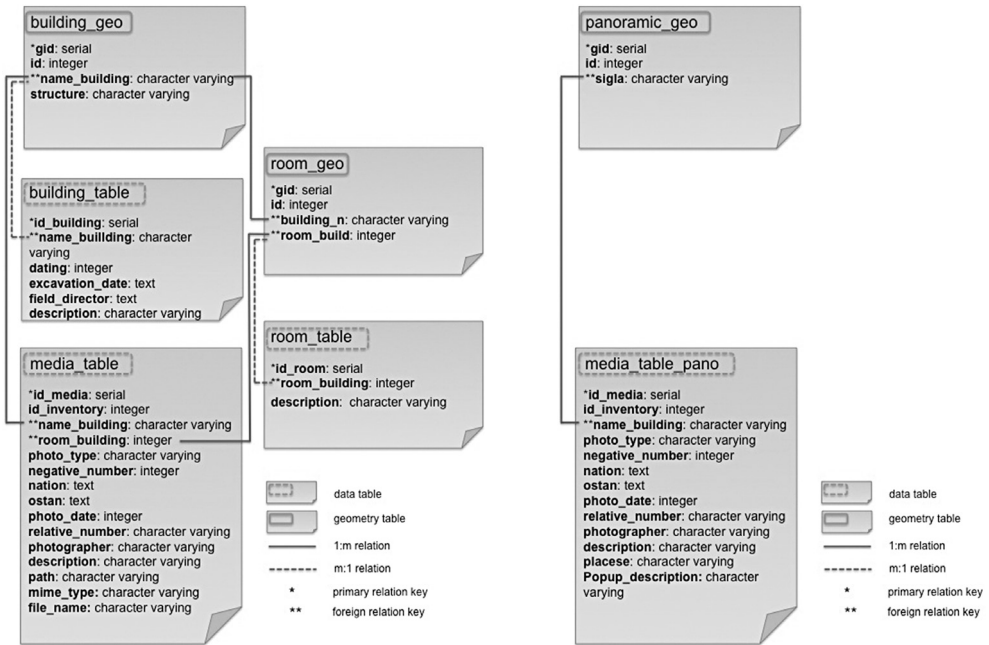 building_geo
*gid: serial
id: integer
**name_building: character varying
structure: character varying
building_table
*id_building: serial
**name_buillding: character
varying
dating: integer
excavation_date: text
field_director: text
description: character varying
media_table
*id_media: serial
id_inventory: integer
**name_building: character varying
**room_building: integer
photo_type: character varying
negative_number: integer
nation: text
ostan: text
photo_date: integer
relative_number: character varying
photographer: character varying
description: character varying
path: character varying
mime_type: character varying
file_name: character varying
room_geo
*gid: serial
id: integer
**building_n: character varying
**room_build: integer
room_table
*id_room: serial
**room_building: integer
description: character varying
data table
geometry table
1:m relation
m:1 relation
* primary relation key
** foreign relation key
panoramic_geo
*gid: serial
id: integer
**sigla: character varying
media_table_pano
*id_media: serial
id_inventory: integer
**name_building: character varying
photo_type: character varying
negative_number: integer
nation: text
ostan: text
photo_date: integer
relative_number: character varying
photographer: character varying
description: character varying
placese: character varying
Popup_description: character
varying
data table
geometry table
1:m relation
m:1 relation
* primary relation key
** foreign relation key